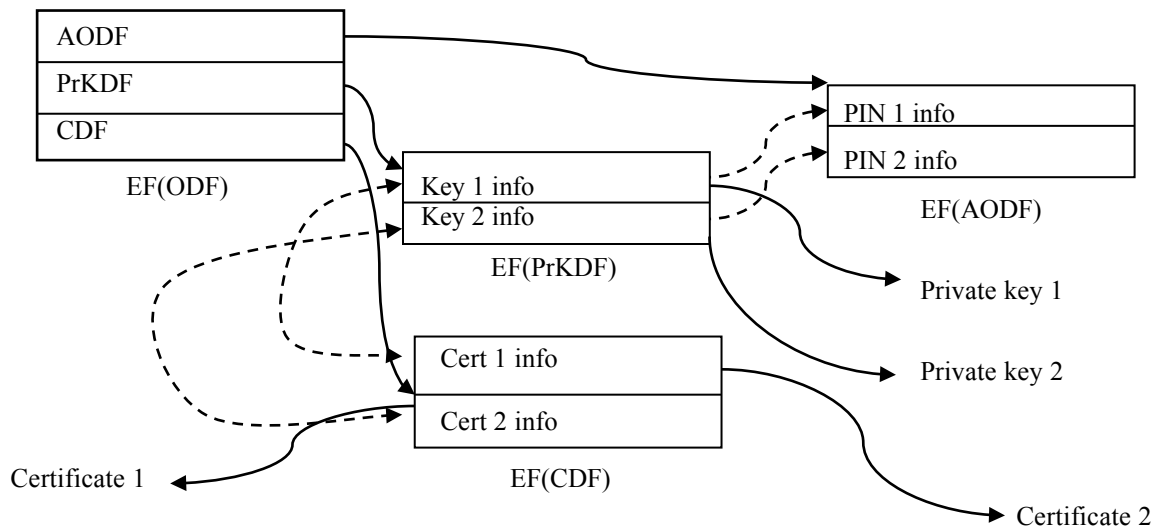 AODF
PrKDF
CDF
EF(ODF)
PIN 1 info
PIN 2 info
EF(AODF)
Key 1 info
Key 2 info
EF(PrKDF)
Private key 1
Private key 2
Cert 1 info
Cert 2 info
EF(CDF)
Certificate 1
Certificate 2